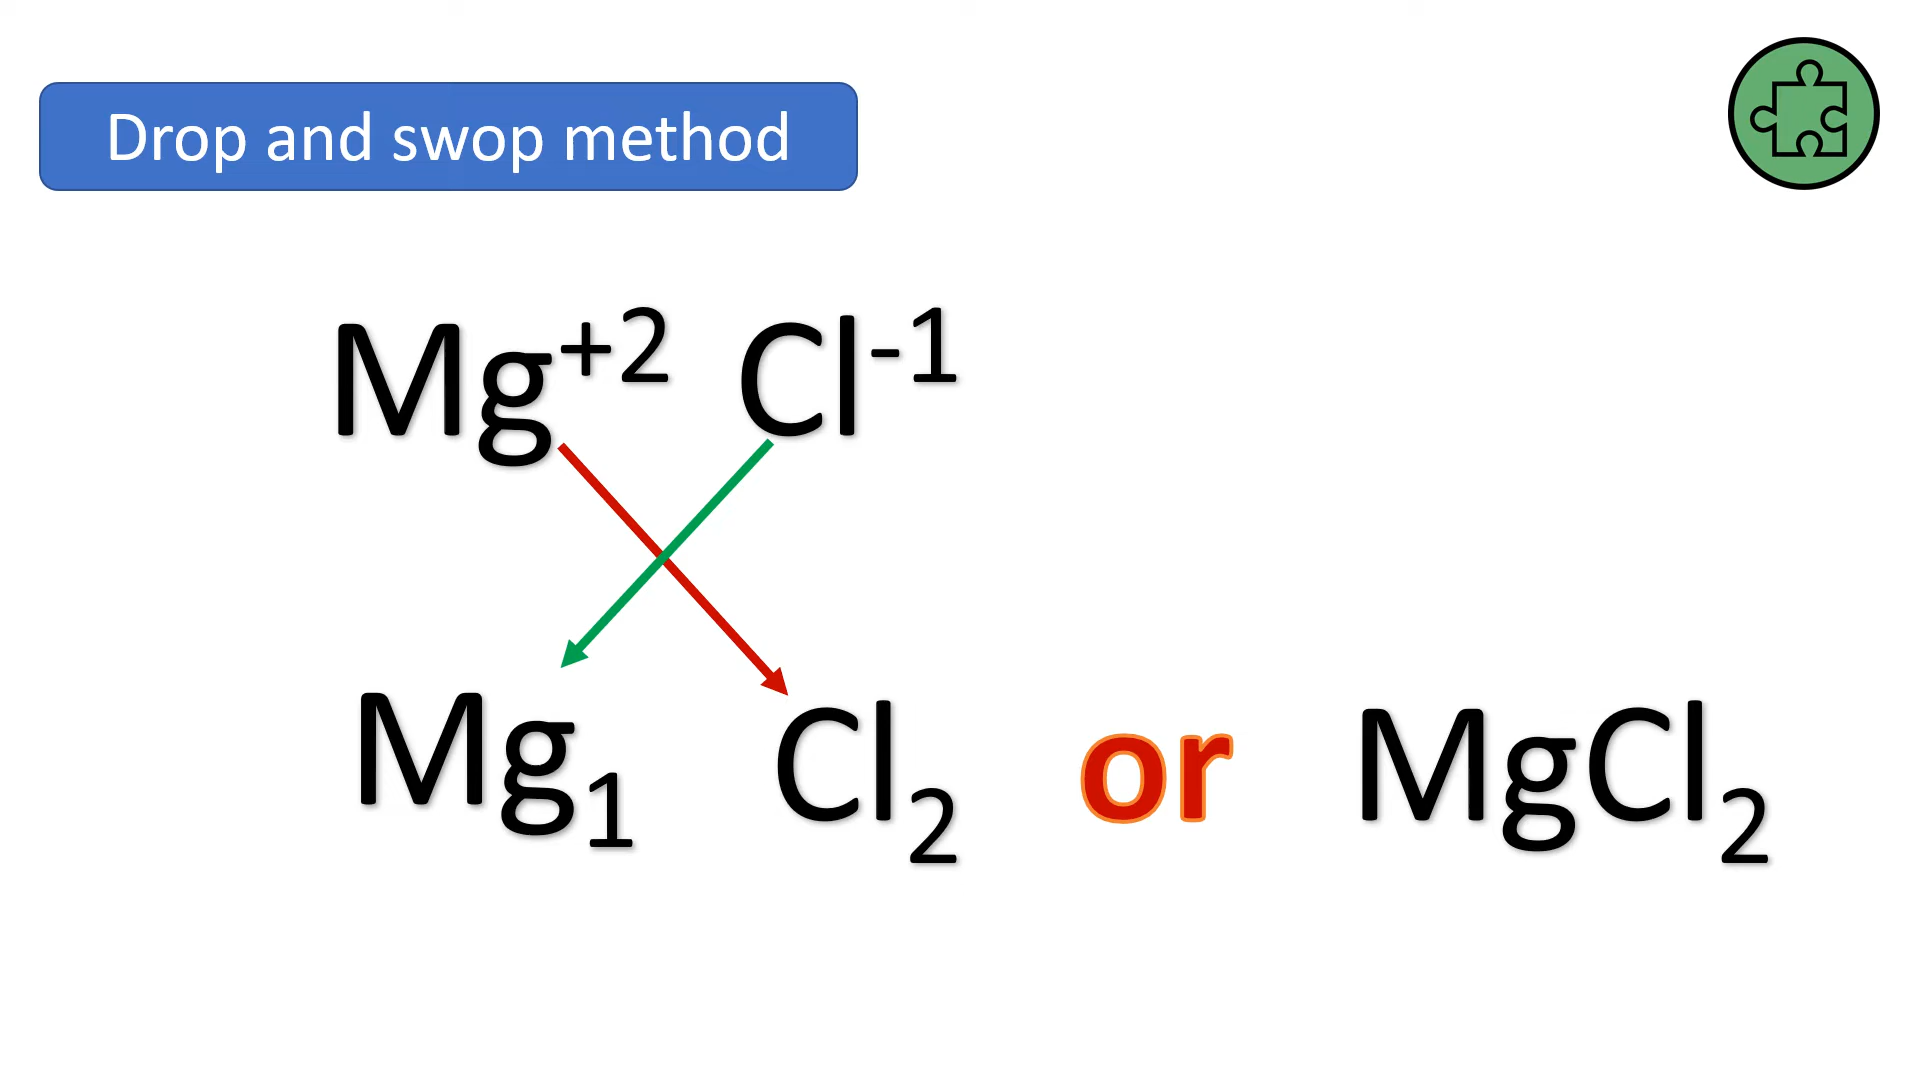 Drop and swop method
Mg⁺² Cl⁻¹
Mg₁ Cl₂ or MgCl₂